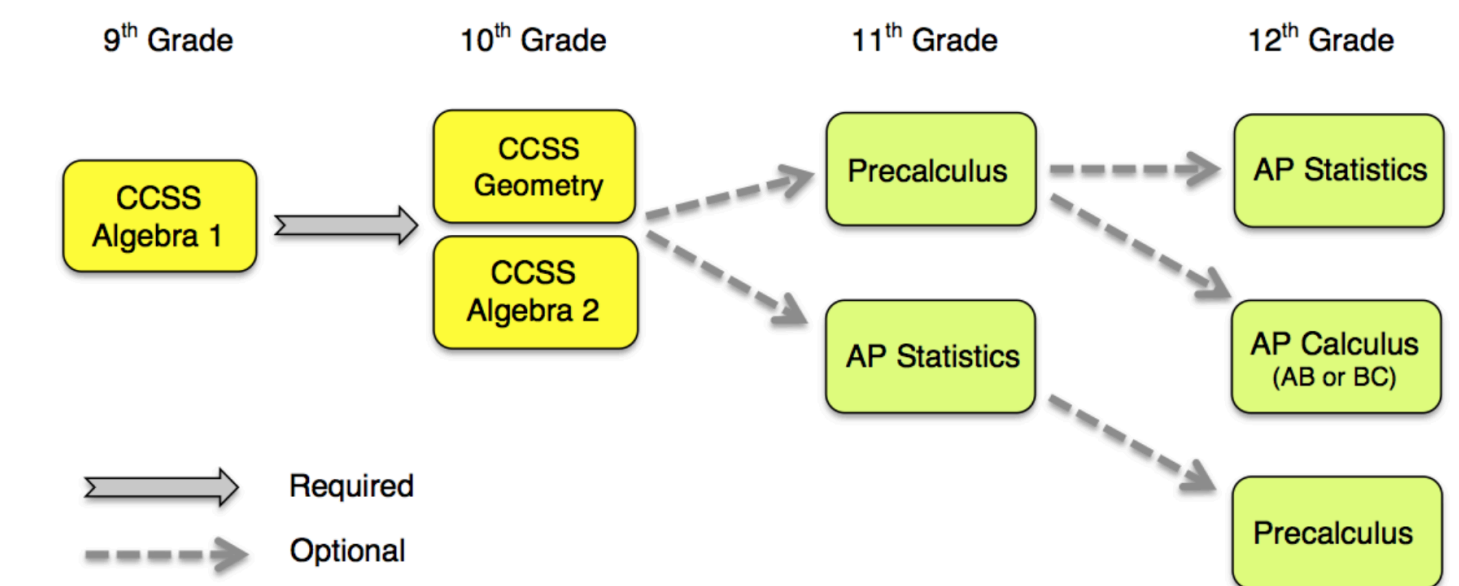 9th Grade
10th Grade
11th Grade
12th Grade
CCSS
Algebra 1
CCSS
Geometry
CCSS
Algebra 2
Precalculus
AP Statistics
AP Statistics
AP Calculus
(AB or BC)
Precalculus
Required
Optional